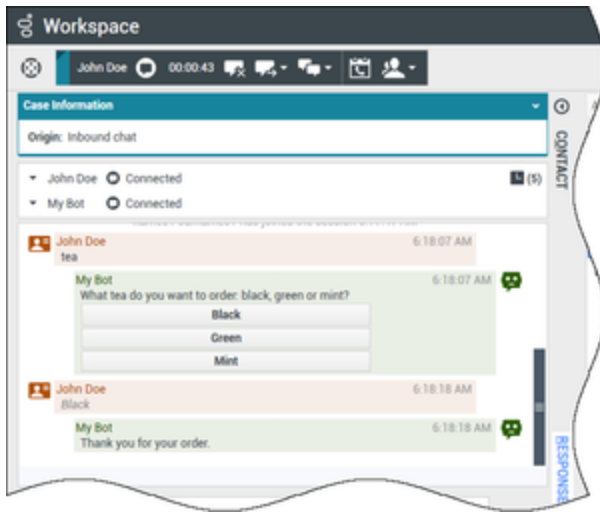 Workspace
John Doe 00:00:43
Case Information
Origin: Inbound chat
CONTACT
John Doe Connected (5)
My Bot Connected
John Doe 6:18:07 AM
tea
My Bot 6:18:07 AM
What tea do you want to order: black, green or mint?
Black
Green
Mint
John Doe 6:18:18 AM
Black
My Bot 6:18:18 AM
Thank you for your order.
RESPONSE